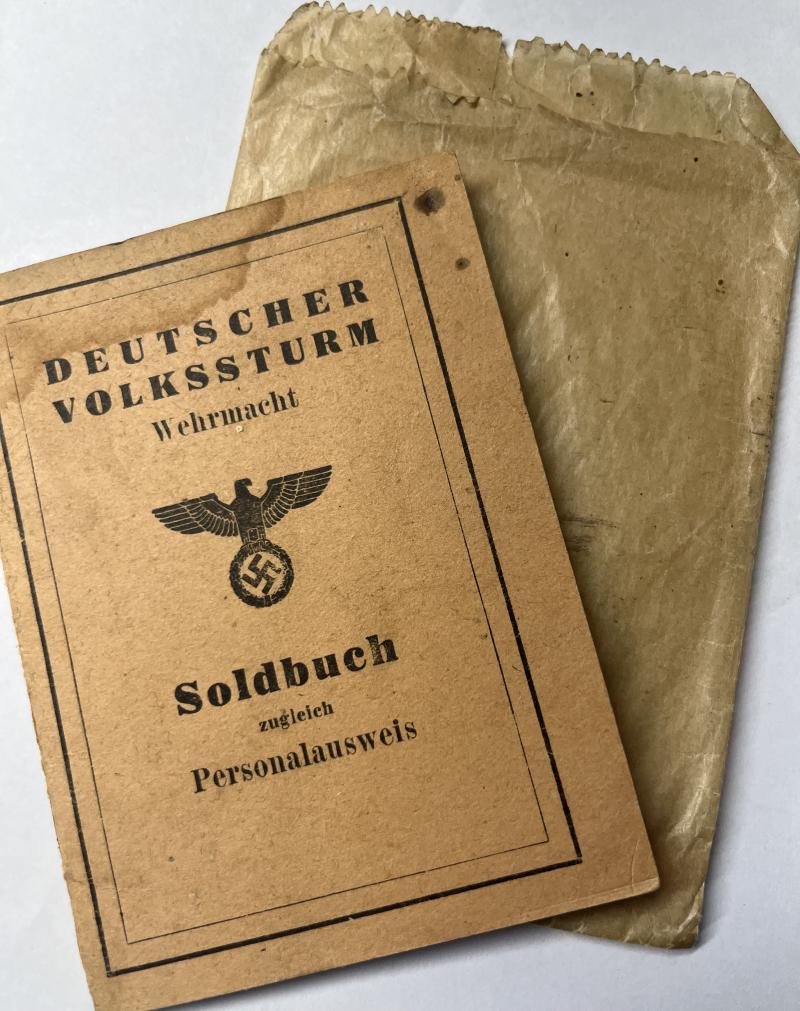 DEUTSCHER
VOLKSSTURM
Wehrmacht
Soldbuch
zugleich
Personalausweis